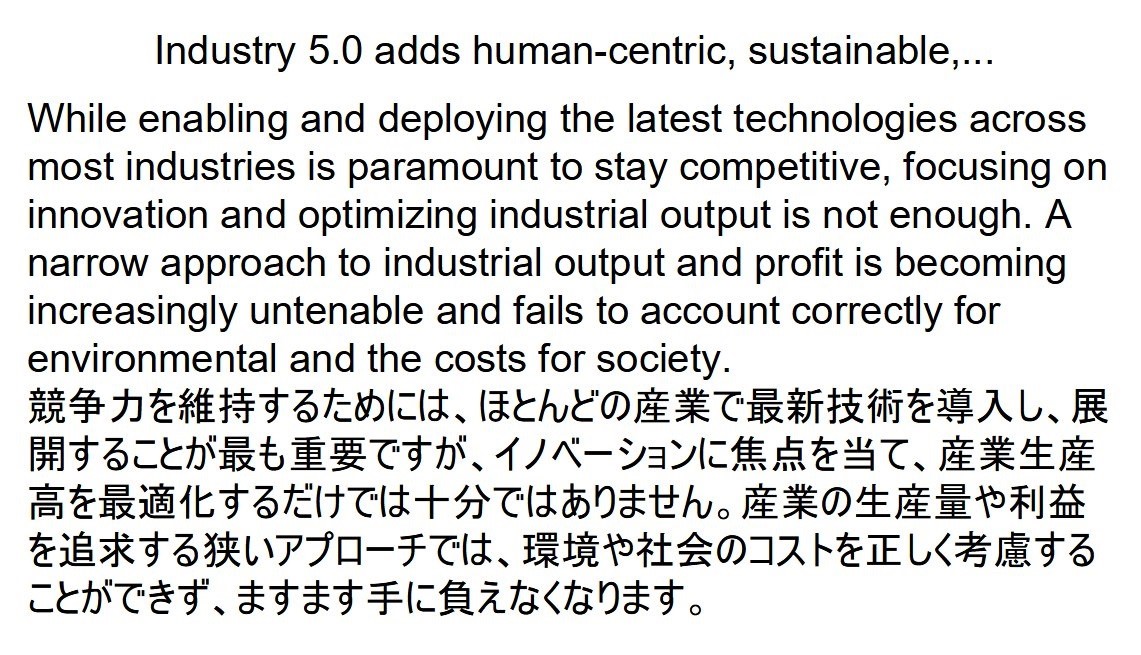 Industry 5.0 adds human-centric, sustainable,...
While enabling and deploying the latest technologies across
most industries is paramount to stay competitive, focusing on
innovation and optimizing industrial output is not enough. A
narrow approach to industrial output and profit is becoming
increasingly untenable and fails to account correctly for
environmental and the costs for society.
競争力を維持するためには、ほとんどの産業で最新技術を導入し、展
開することが最も重要ですが、イノベーションに焦点を当て、産業生産
高を最適化するだけでは十分ではありません。産業の生産量や利益
を追求する狭いアプローチでは、環境や社会のコストを正しく考慮する
ことができず、ますます手に負えなくなります。